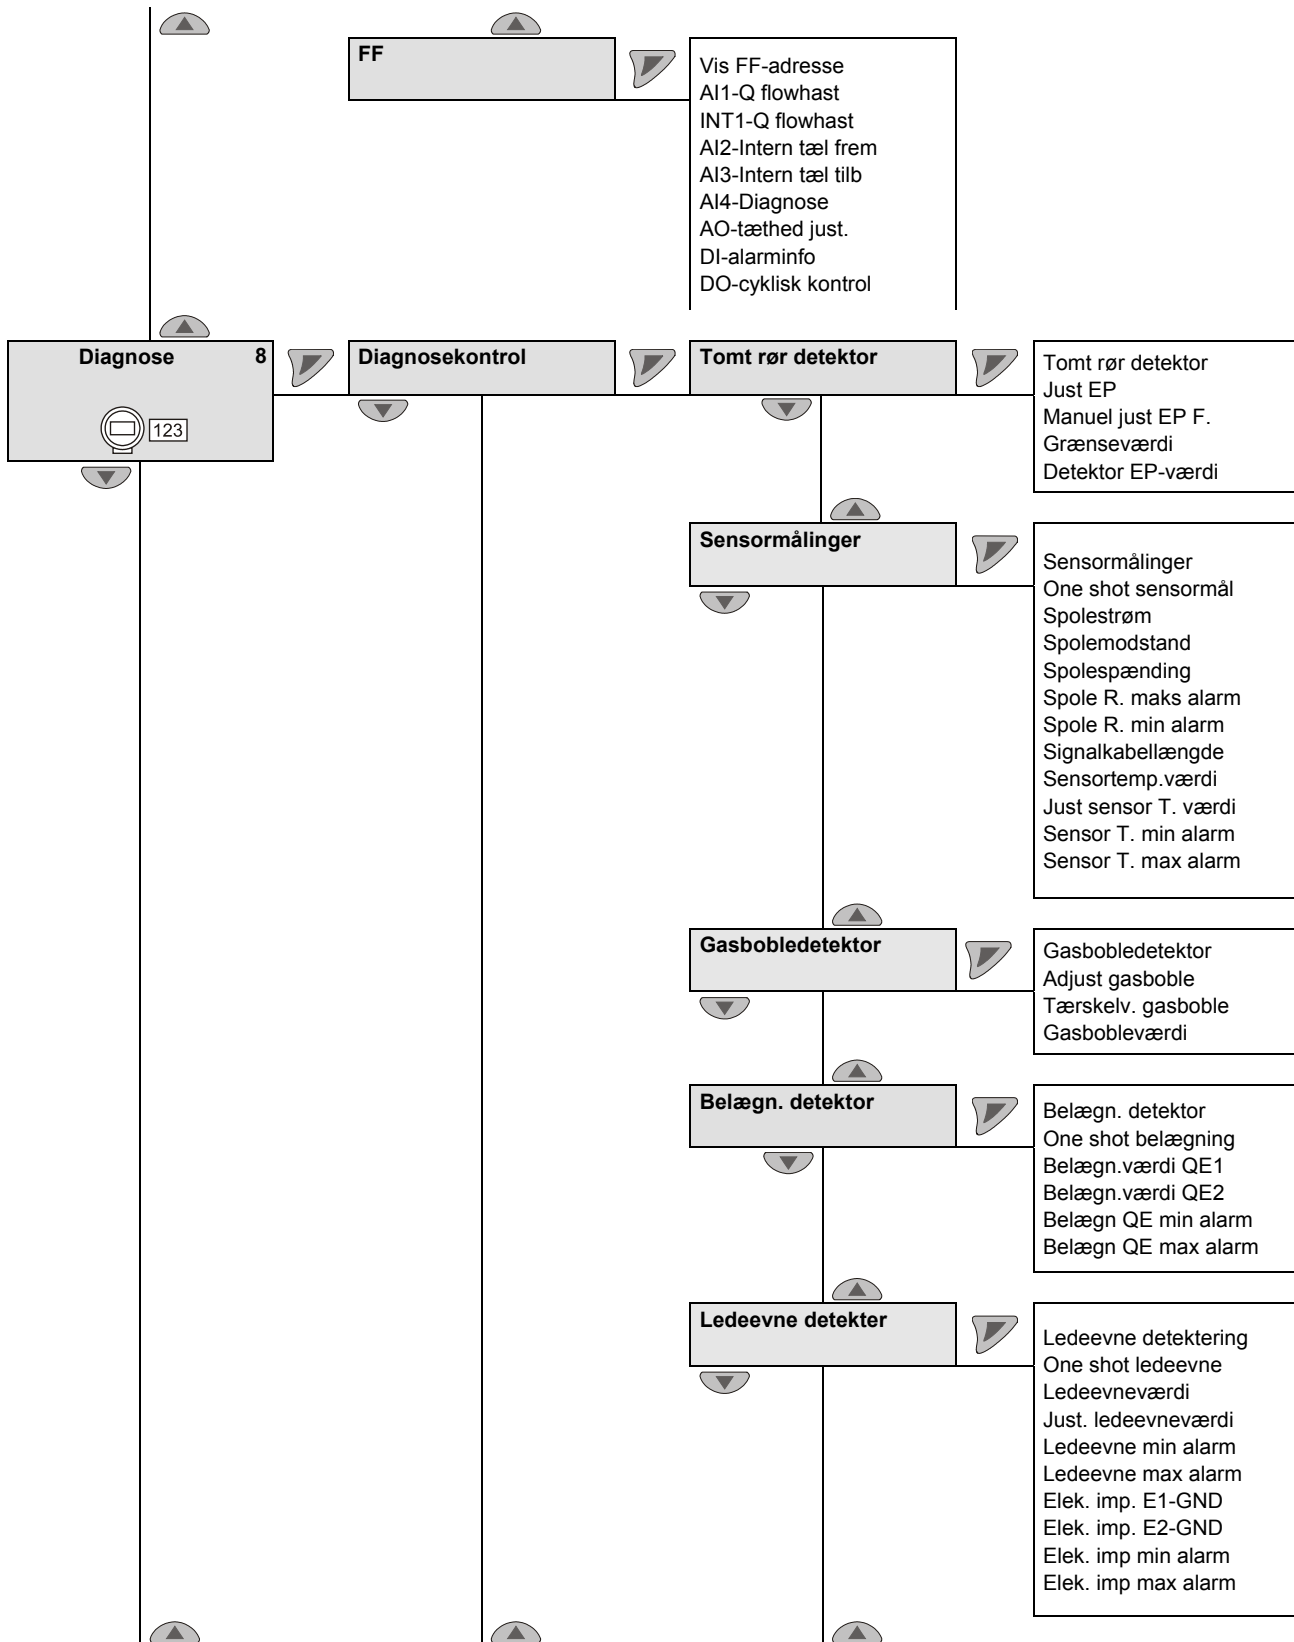 FF
Vis FF-adresse
AI1-Q flowhast
INT1-Q flowhast
AI2-Intern tæl frem
AI3-Intern tæl tilb
AI4-Diagnose
AO-tæthed just.
DI-alarminfo
DO-cyklisk kontrol
Diagnose 8
123
Diagnosekontrol
Tomt rør detektor
Tomt rør detektor
Just EP
Manuel just EP F.
Grænseværdi
Detektor EP-værdi
Sensormålinger
Sensormålinger
One shot sensormål
Spolestrøm
Spolemodstand
Spolespænding
Spole R. maks alarm
Spole R. min alarm
Signalkabellængde
Sensortemp.værdi
Just sensor T. værdi
Sensor T. min alarm
Sensor T. max alarm
Gasbobledetektor
Gasbobledetektor
Adjust gasboble
Tærskelv. gasboble
Gasbobleværdi
Belægn. detektor
Belægn. detektor
One shot belægning
Belægn.værdi QE1
Belægn.værdi QE2
Belægn QE min alarm
Belægn QE max alarm
Ledeevne detekter
Ledeevne detektering
One shot ledeevne
Ledeevneværdi
Just. ledeevneværdi
Ledeevne min alarm
Ledeevne max alarm
Elek. imp. E1-GND
Elek. imp. E2-GND
Elek. imp min alarm
Elek. imp max alarm